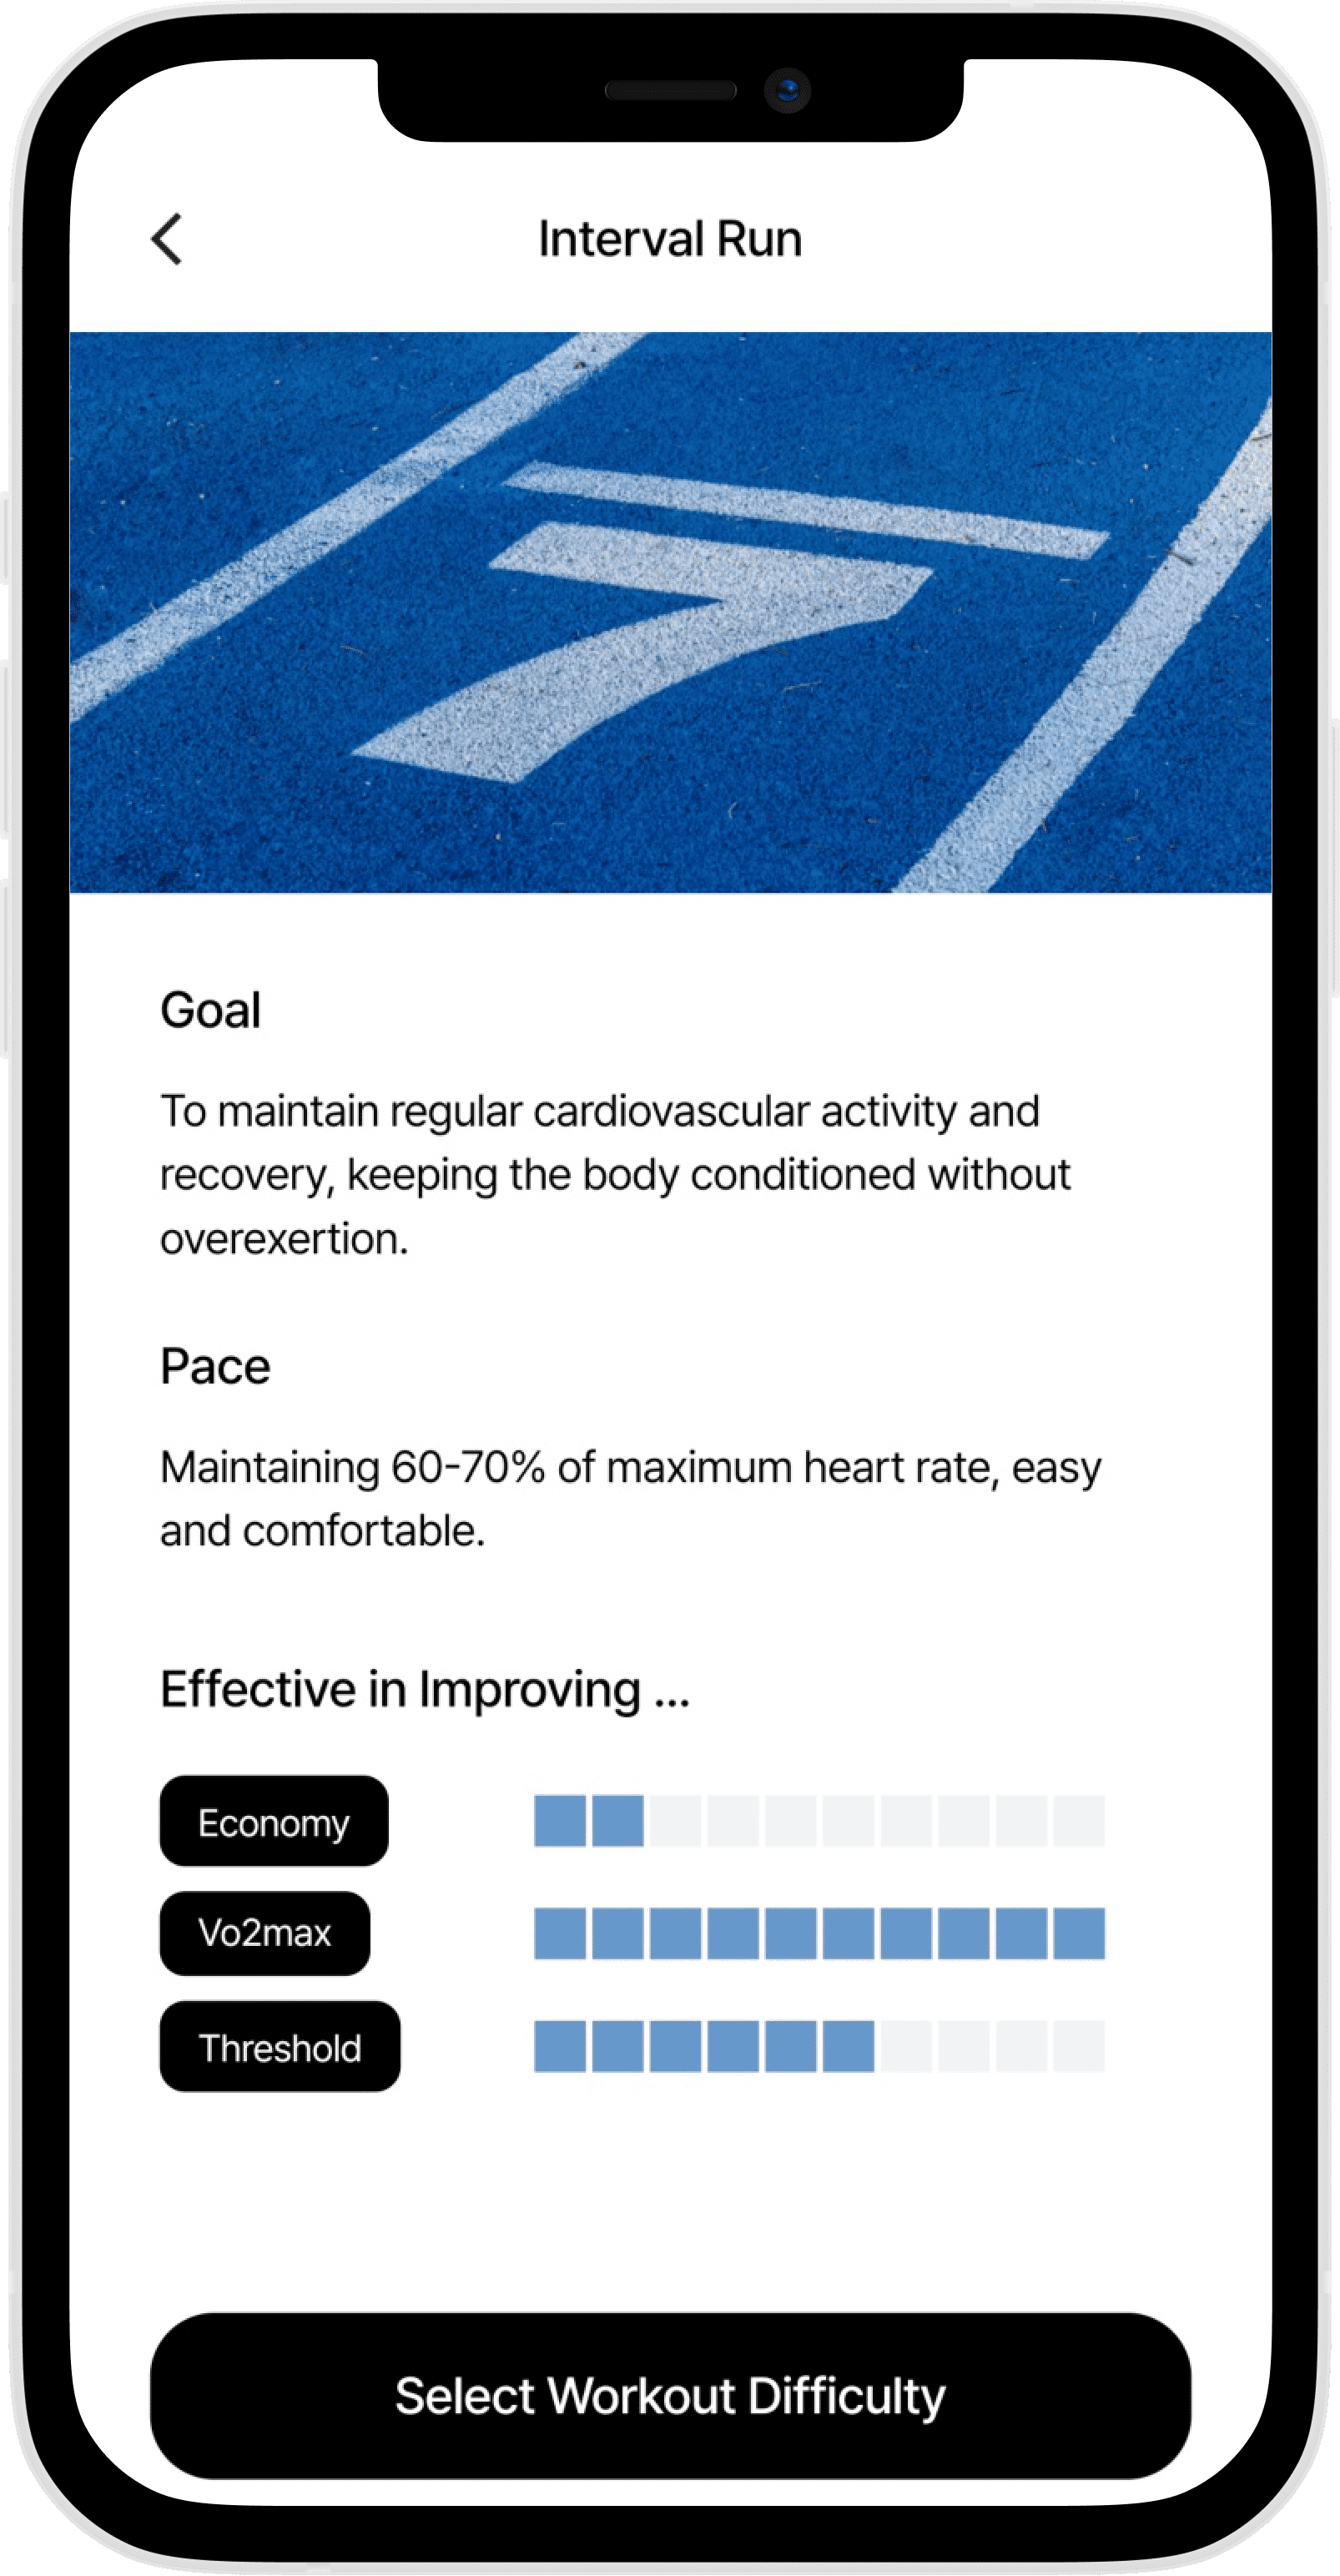 Interval Run
7
Goal
To maintain regular cardiovascular activity and
recovery, keeping the body conditioned without
overexertion.
Pace
Maintaining 60-70% of maximum heart rate, easy
and comfortable.
Effective in Improving ...
Economy
Vo2max
Threshold
Select Workout Difficulty